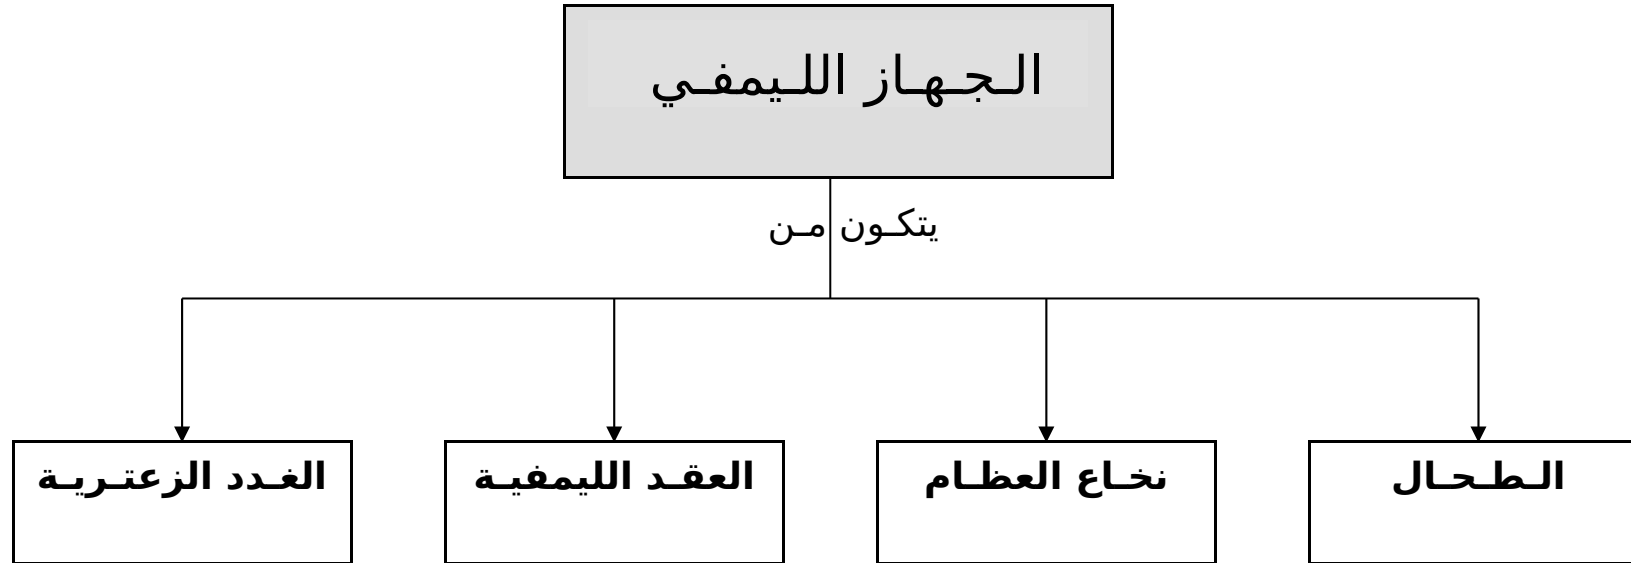 الـجـهـاز اللـيمفـي
يتكـون مـن
الـطـحـال
نخـاع العظـام
العقـد الليمفيـة
الغـدد الزعتـريـة